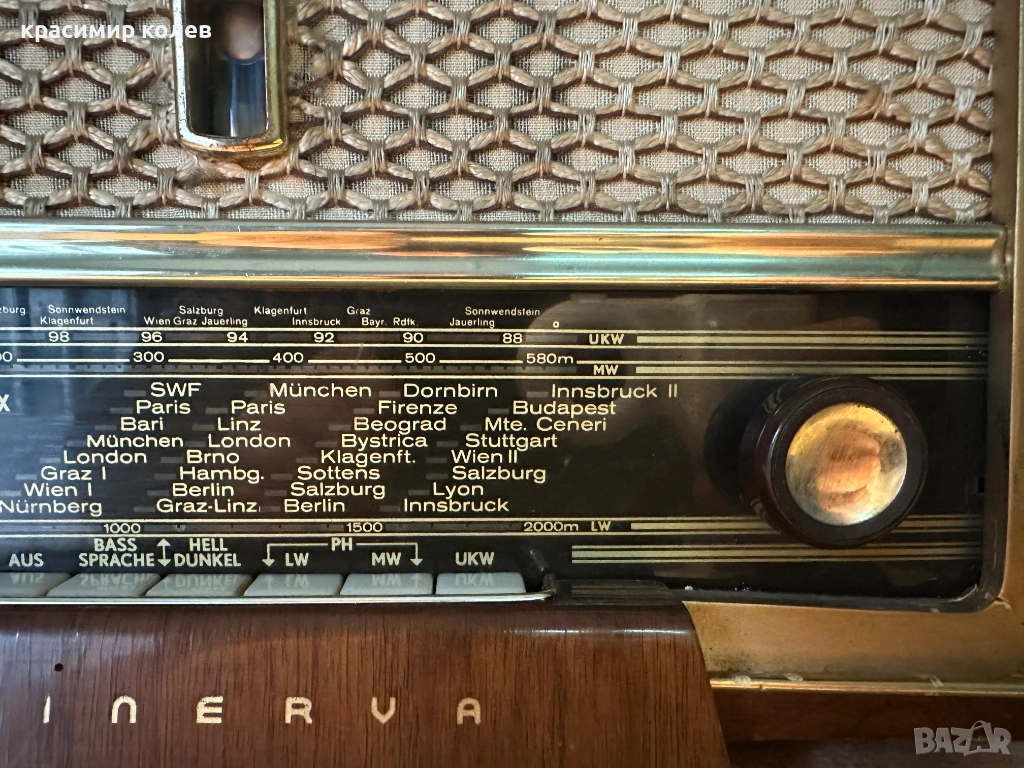 красимир колев
zburg Sonnwendstein Salzburg Klagenfurt Graz Sonnwendstein
Klagenfurt Wien Graz Jauerling Innsbruck Bayr. Rdfk. Jauerling
98 96 94 92 90 88 UKW
00 300 400 500 580m
MW
SWF München Dornbirn Innsbruck II
X Paris Paris Firenze Budapest
Bari Linz Beograd Mte. Ceneri
München London Bystrica Stuttgart
London Brno Klagenft. Wien II
Graz I Hambg. Sottens Salzburg
Wien I Berlin Salzburg Lyon
Nürnberg Graz-Linz Berlin Innsbruck
1000 1500 2000m LW
BASS HELL PH
AUS SPRACHE DUNKEL LW MW UKW
INERVA
BAZAR